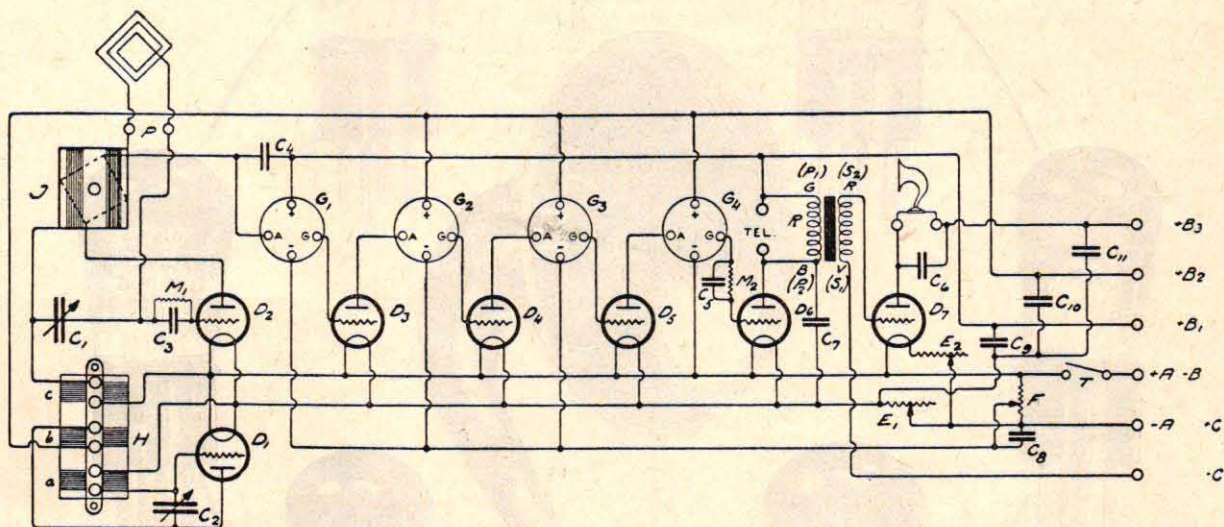 P
C4
J
(P1) (S2)
G R
G1
G2
G3
G4
R
TEL.
+B3
C11
+B2
M1
M2
B V
(P2) (S1)
C6
C5
C10
D2
D3
D4
D5
D6
D7
+B1
C1
C3
C7
E2
C9
+A -B
T
c
F
E1
b H
D1
-A +C
C8
a
-C
C2